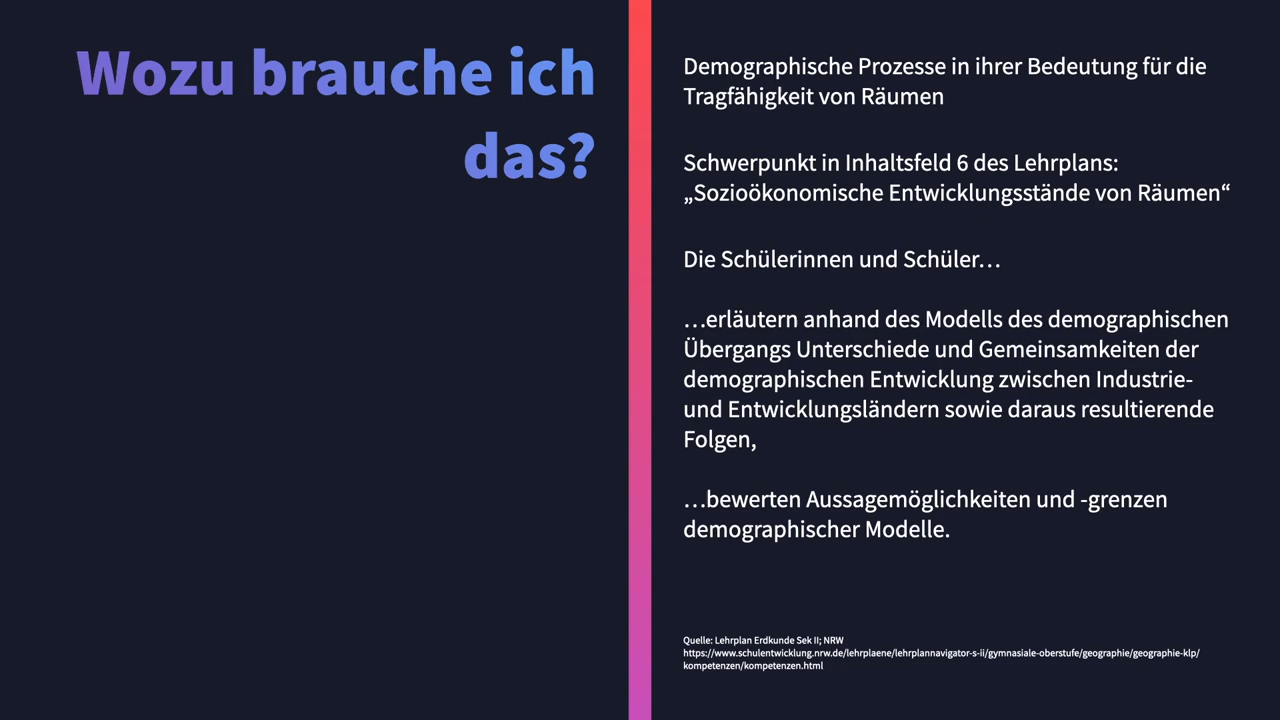 Wozu brauche ich
das?
Demographische Prozesse in ihrer Bedeutung für die
Tragfähigkeit von Räumen
Schwerpunkt in Inhaltsfeld 6 des Lehrplans:
„Sozioökonomische Entwicklungsstände von Räumen“
Die Schülerinnen und Schüler…
…erläutern anhand des Modells des demographischen
Übergangs Unterschiede und Gemeinsamkeiten der
demographischen Entwicklung zwischen Industrie-
und Entwicklungsländern sowie daraus resultierende
Folgen,
…bewerten Aussagemöglichkeiten und -grenzen
demographischer Modelle.
Quelle: Lehrplan Erdkunde Sek II; NRW
https://www.schulentwicklung.nrw.de/lehrplaene/lehrplannavigator-s-ii/gymnasiale-oberstufe/geographie/geographie-klp/
kompetenzen/kompetenzen.html